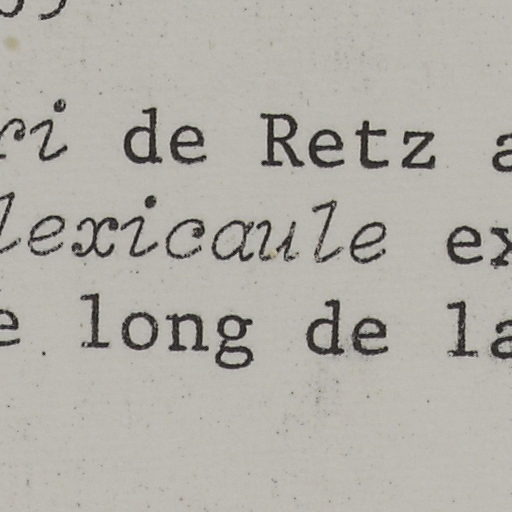 ri de Retz a
lexicaule ex
e long de la